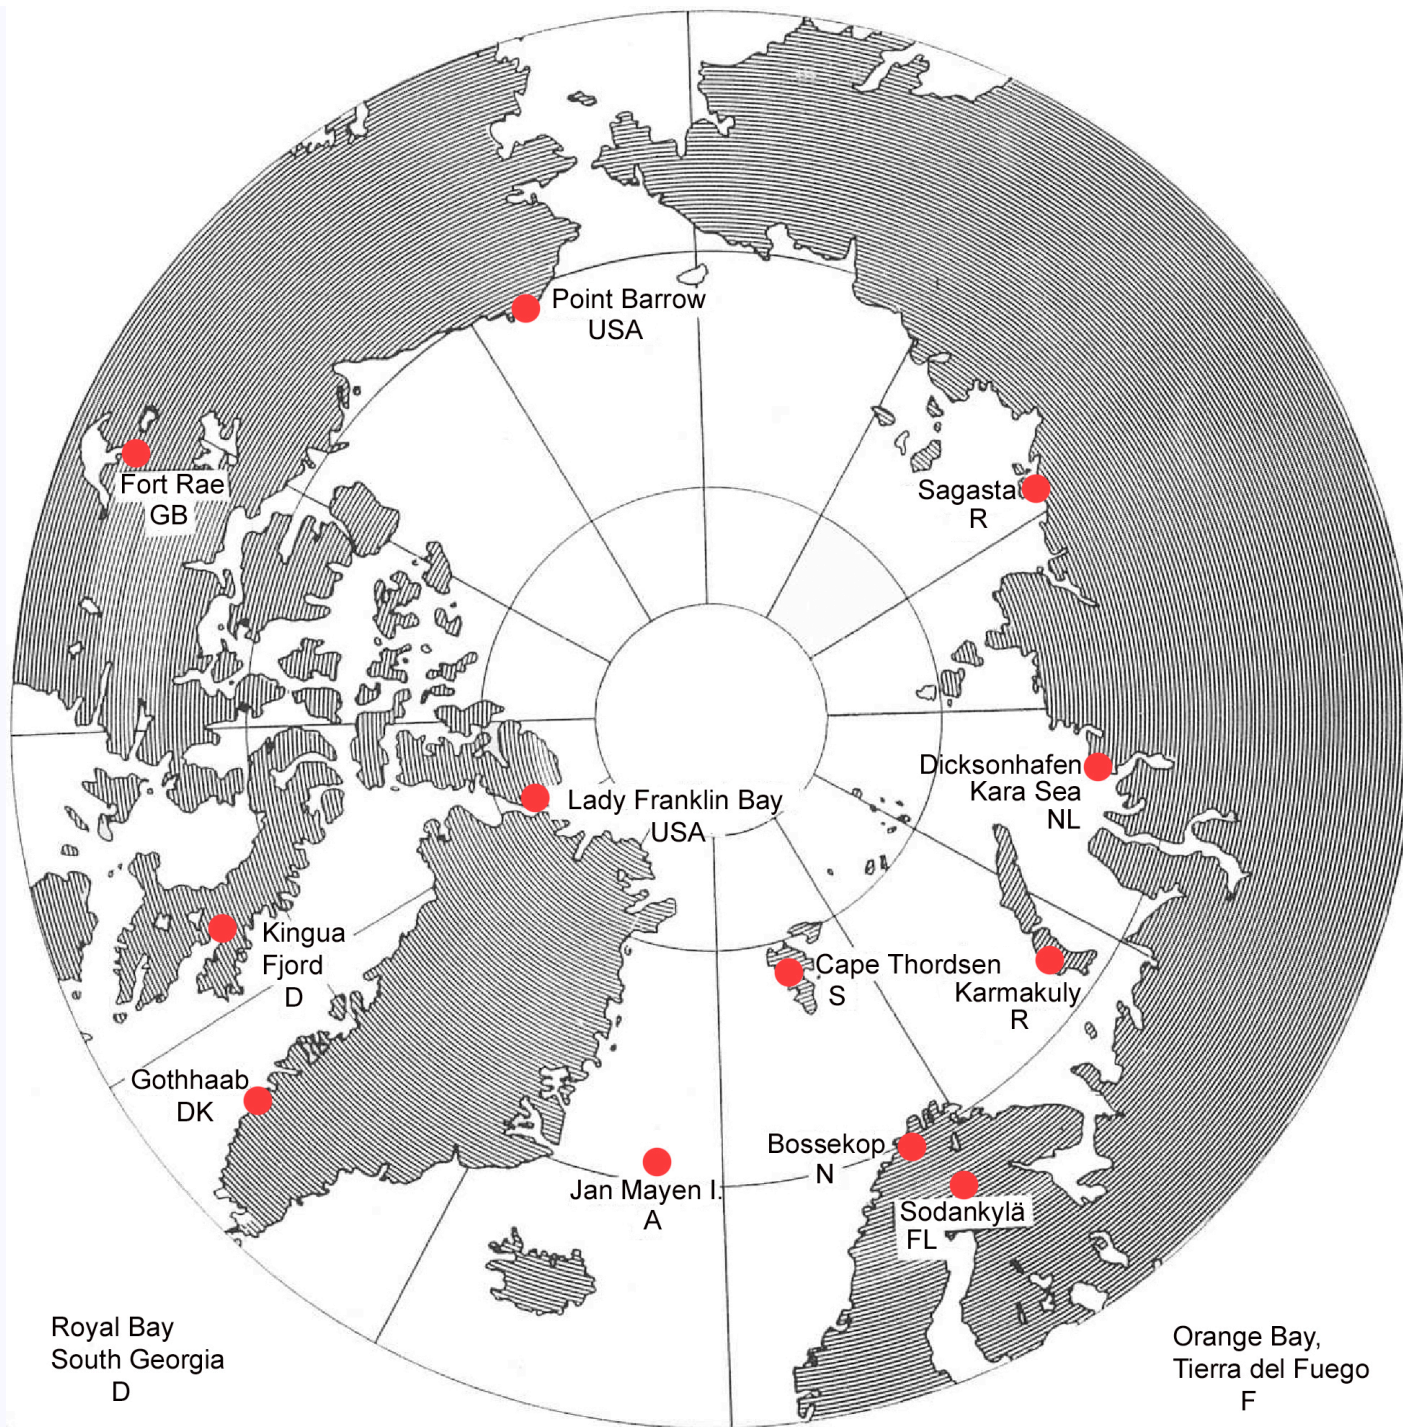 Point Barrow
USA
Fort Rae
GB
Sagasta
R
Dicksonhafen
Kara Sea
NL
Lady Franklin Bay
USA
Kingua
Fjord
D
Cape Thordsen
S
Karmakuly
R
Gothhaab
DK
Bossekop
N
Jan Mayen I.
A
Sodankylä
FL
Royal Bay
South Georgia
D
Orange Bay,
Tierra del Fuego
F